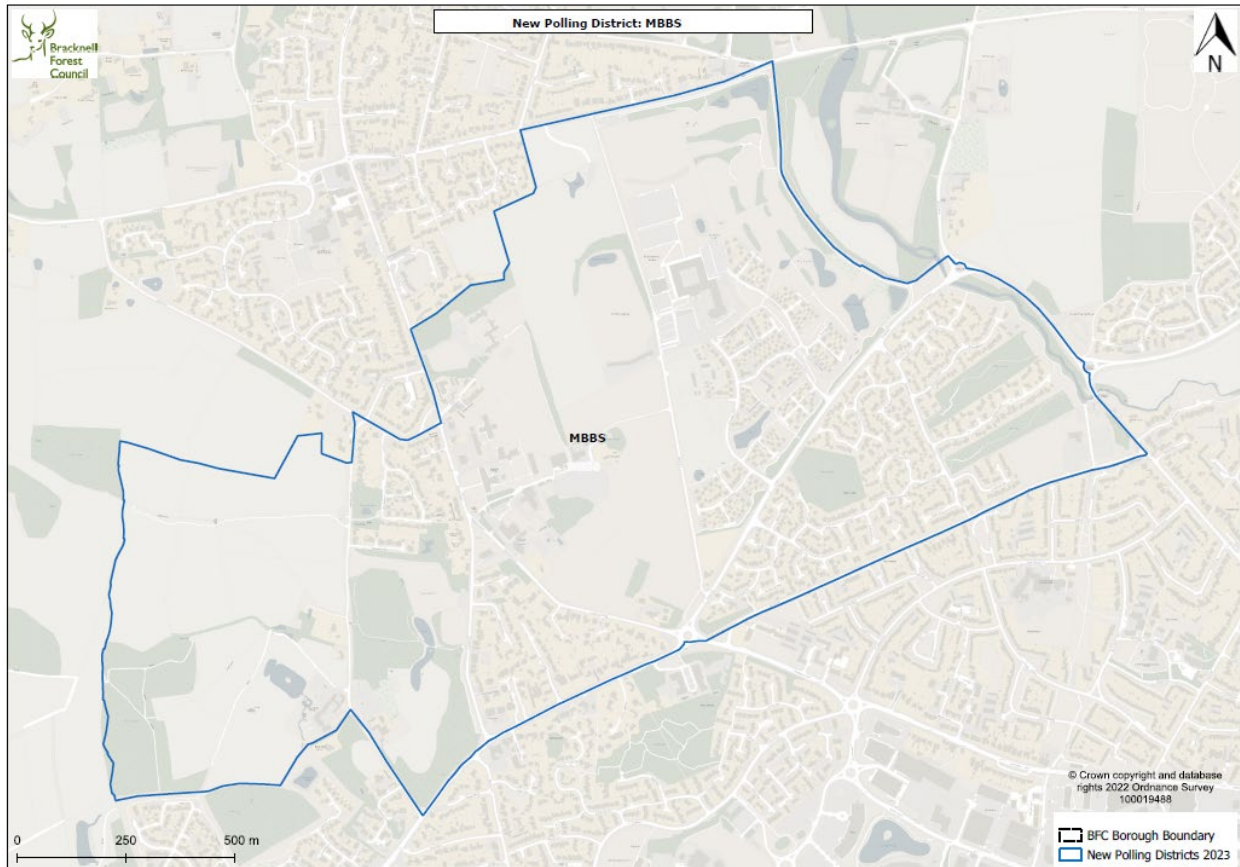 New Polling District: MBBS
Bracknell
Forest
Council
N
MBBS
© Crown copyright and database
rights 2022 Ordnance Survey
100019488
0 250 500 m
BFC Borough Boundary
New Polling Districts 2023